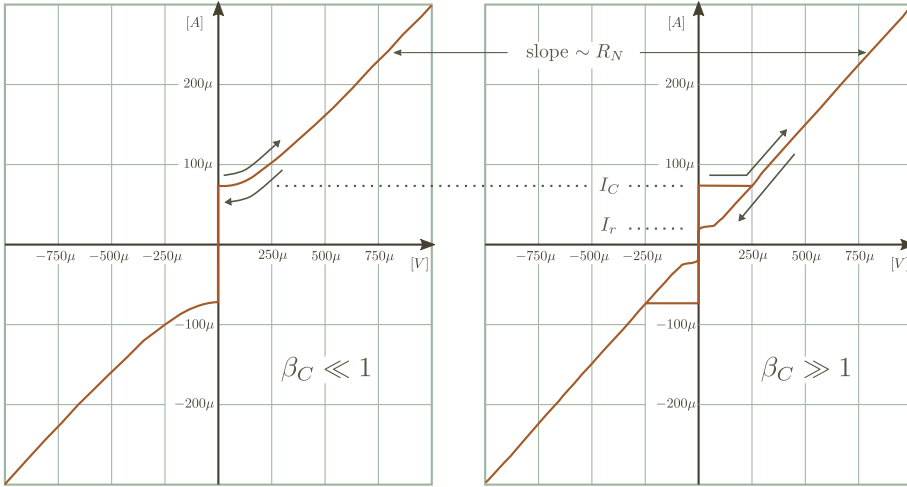 [A]
[A]
slope ∼ R_N
200μ
200μ
100μ
100μ
I_C
I_r
−750μ −500μ −250μ
250μ 500μ 750μ
[V]
−750μ −500μ −250μ
250μ 500μ 750μ
[V]
−100μ
−100μ
β_C ≪ 1
β_C ≫ 1
−200μ
−200μ